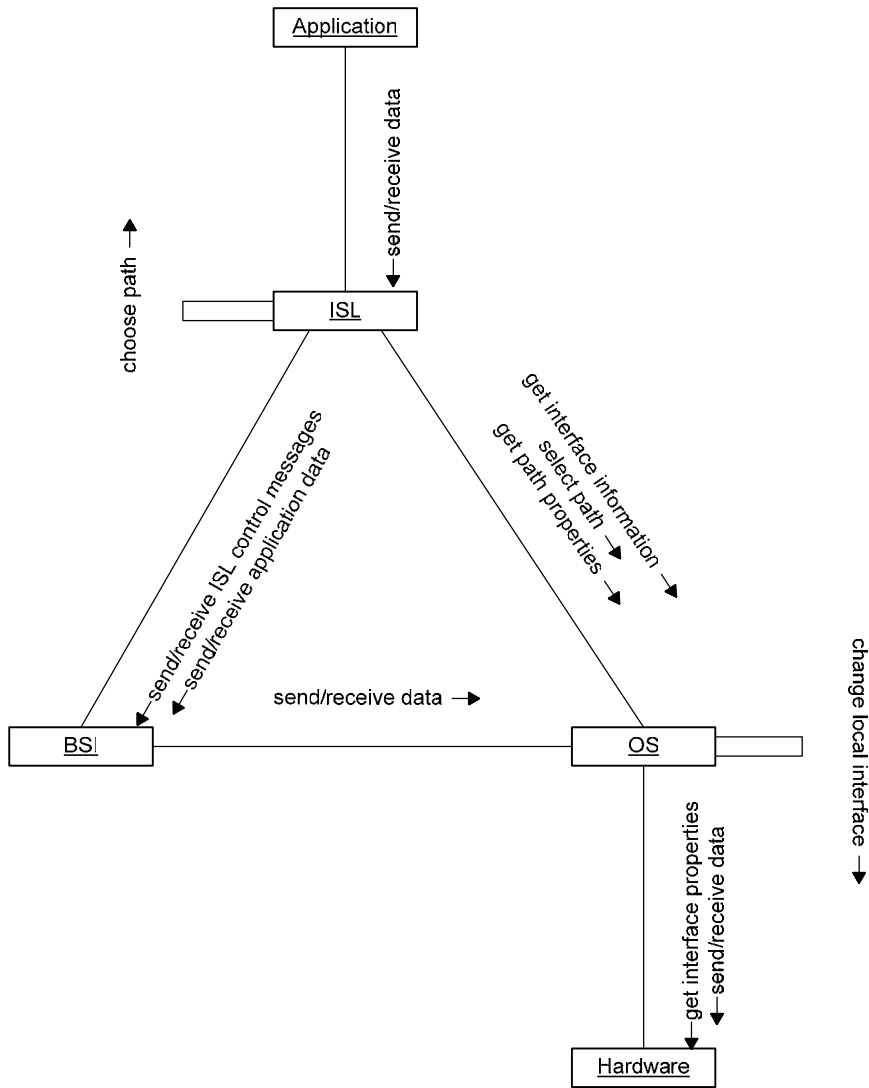 Application
send/receive data
choose path
ISL
get interface information
select path
get path properties
send/receive ISL control messages
send/receive application data
send/receive data
BSI
OS
change local interface
get interface properties
send/receive data
Hardware